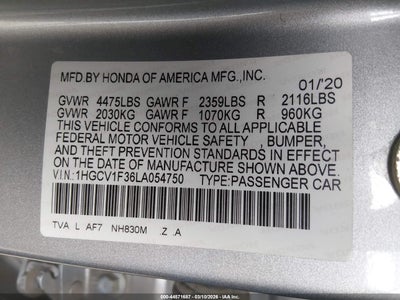 MFD.BY HONDA OF AMERICA MFG.,INC.
01/'20
GVWR 4475LBS GAWR F 2359LBS R 2116LBS
GVWR 2030KG GAWR F 1070KG R 960KG
THIS VEHICLE CONFORMS TO ALL APPLICABLE
FEDERAL MOTOR VEHICLE SAFETY , BUMPER,
AND THEFT PREVENTION STANDARDS IN EFFECT
ON THE DATE OF MANUFACTURE SHOWN ABOVE.
V.I.N:1HGCV1F36LA054750 TYPE:PASSENGER CAR
TVA L AF7 NH830M .Z .A
000-44671687 - 03/10/2026 - IAA Inc.